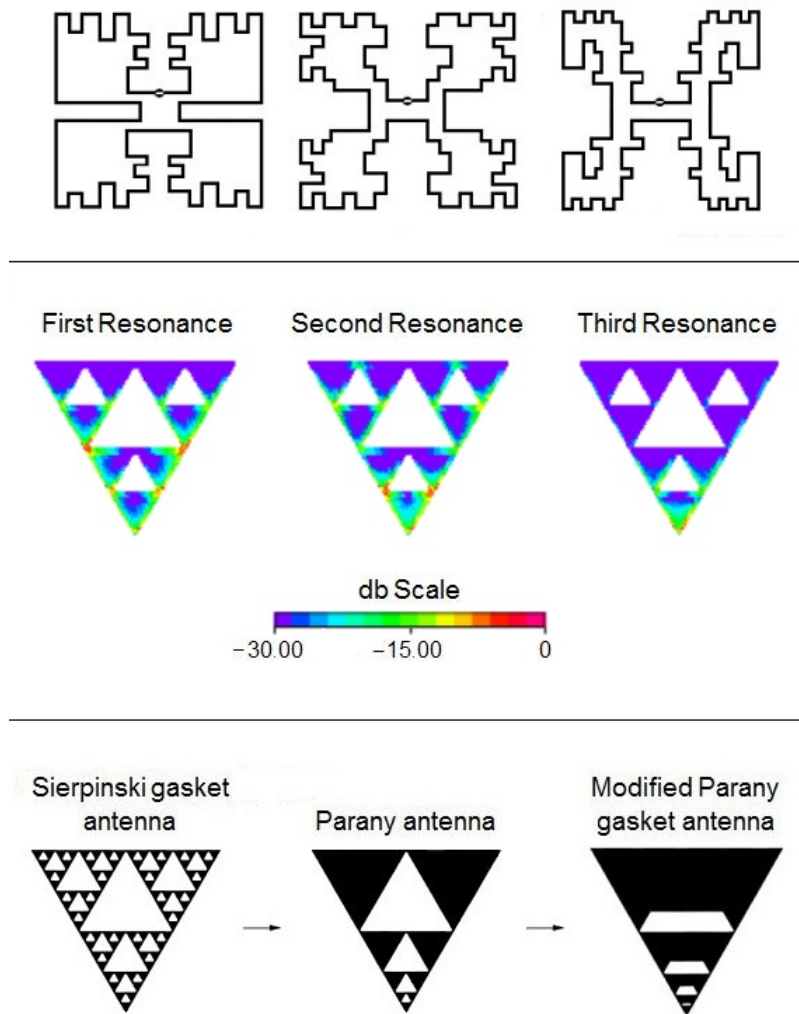 First Resonance
Second Resonance
Third Resonance
db Scale
−30.00
−15.00
0
Sierpinski gasket
antenna
Parany antenna
Modified Parany
gasket antenna